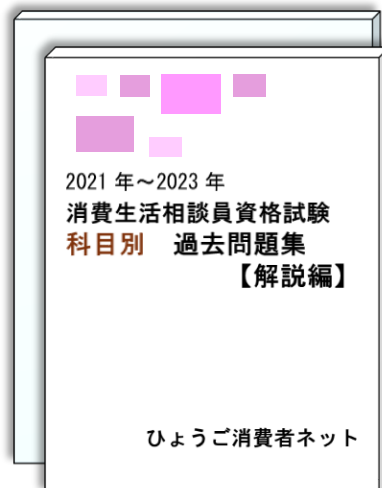 2021 年～2023 年
消費生活相談員資格試験
科目別　過去問題集
【解説編】
ひょうご消費者ネット